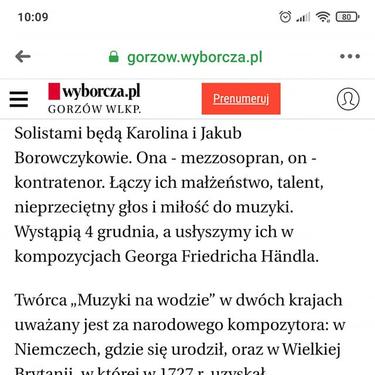 10:09
80
gorzow.wyborcza.pl
wyborcza.pl
GORZÓW WLKP.
Prenumeruj
Solistami będą Karolina i Jakub
Borowczykowie. Ona - mezzosopran, on -
kontratenor. Łączy ich małżeństwo, talent,
nieprzeciętny głos i miłość do muzyki.
Wystąpią 4 grudnia, a usłyszymy ich w
kompozycjach Georga Friedricha Händla.
Twórca „Muzyki na wodzie” w dwóch krajach
uważany jest za narodowego kompozytora: w
Niemczech, gdzie się urodził, oraz w Wielkiej
Brytanii, w której w 1727 r. uzyskał